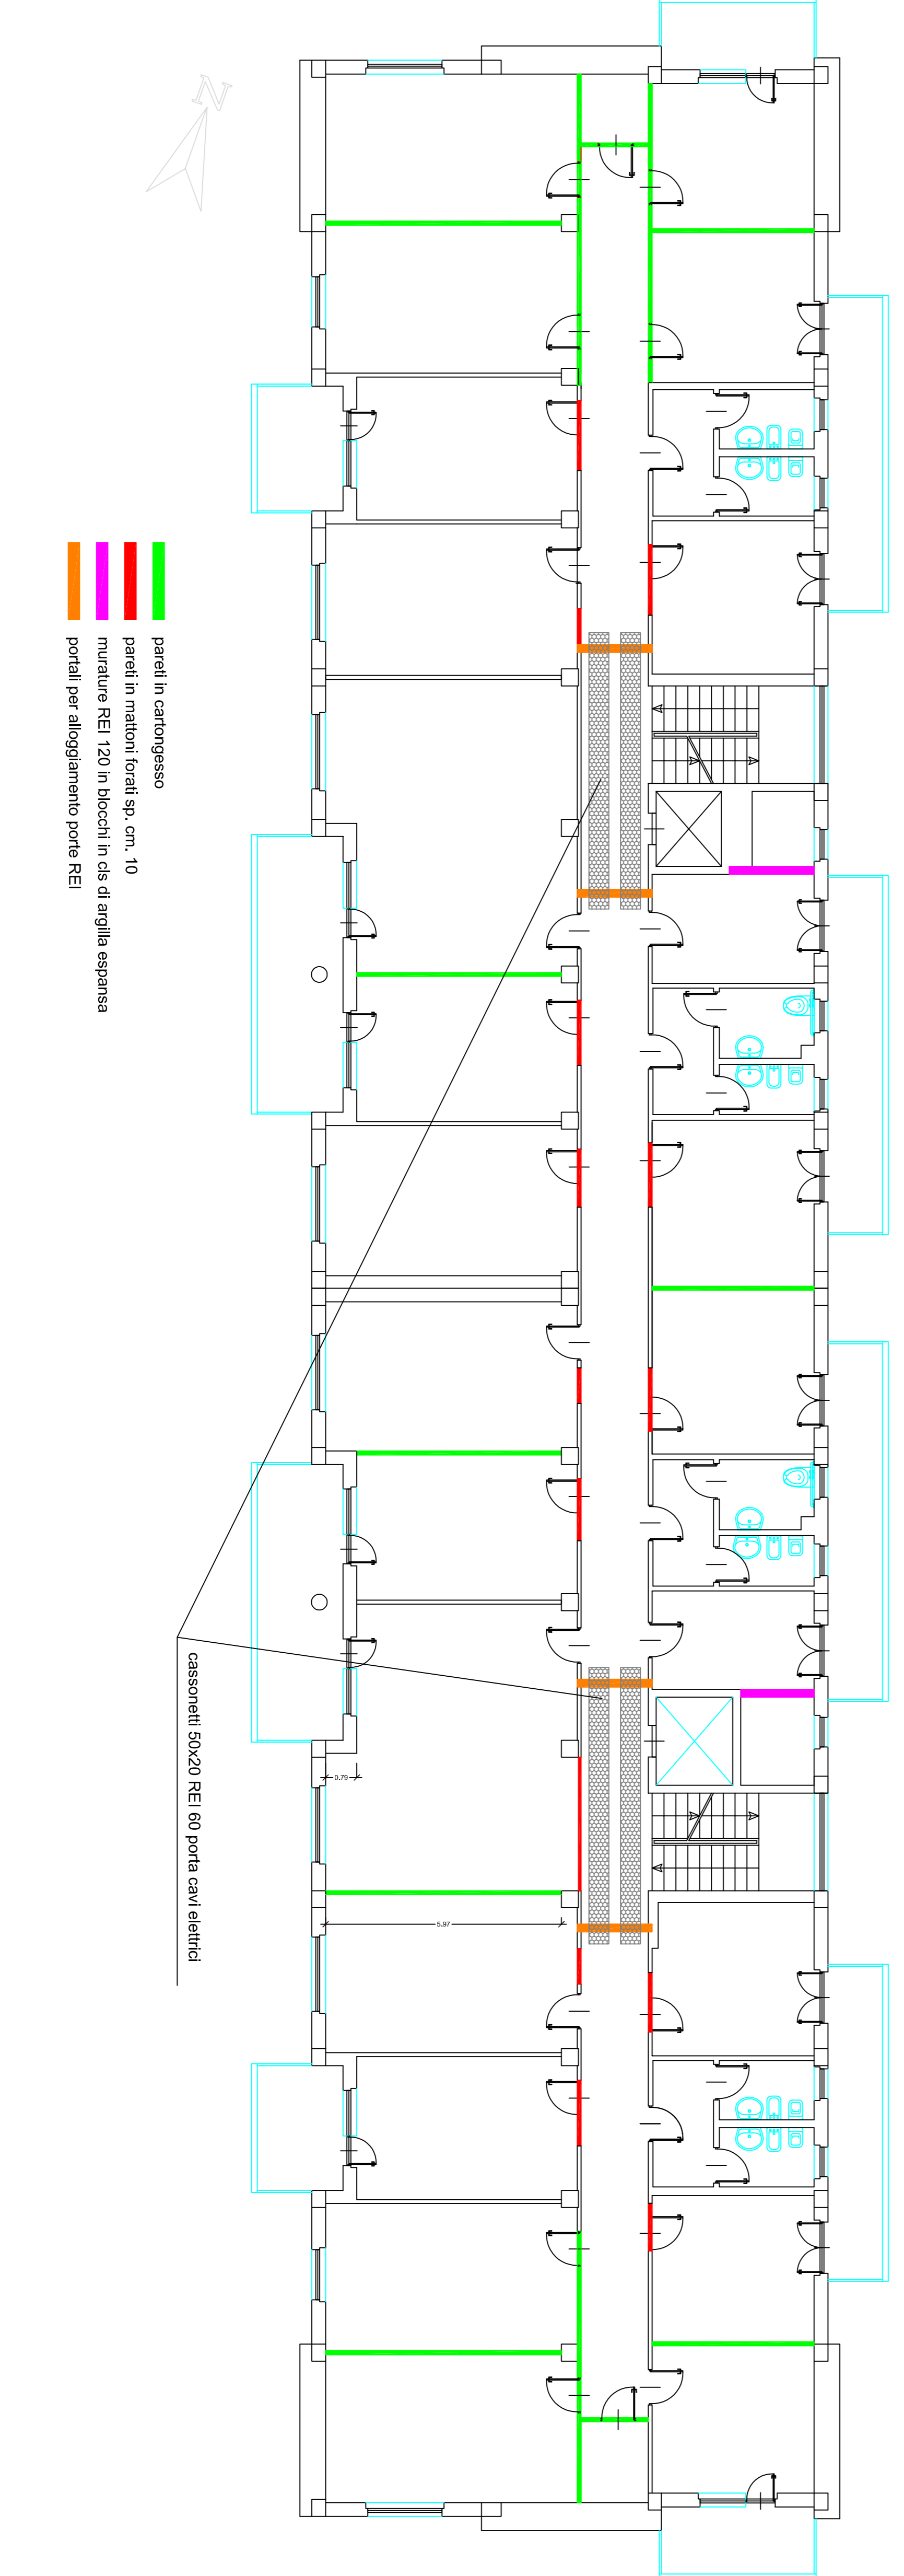 N
pareti in cartongesso
pareti in mattoni forati sp. cm. 10
murature REI 120 in blocchi in cls di argilla espansa
portali per alloggiamento porte REI
cassonetti 50x20 REI 60 porta cavi elettrici
0,79
5,97